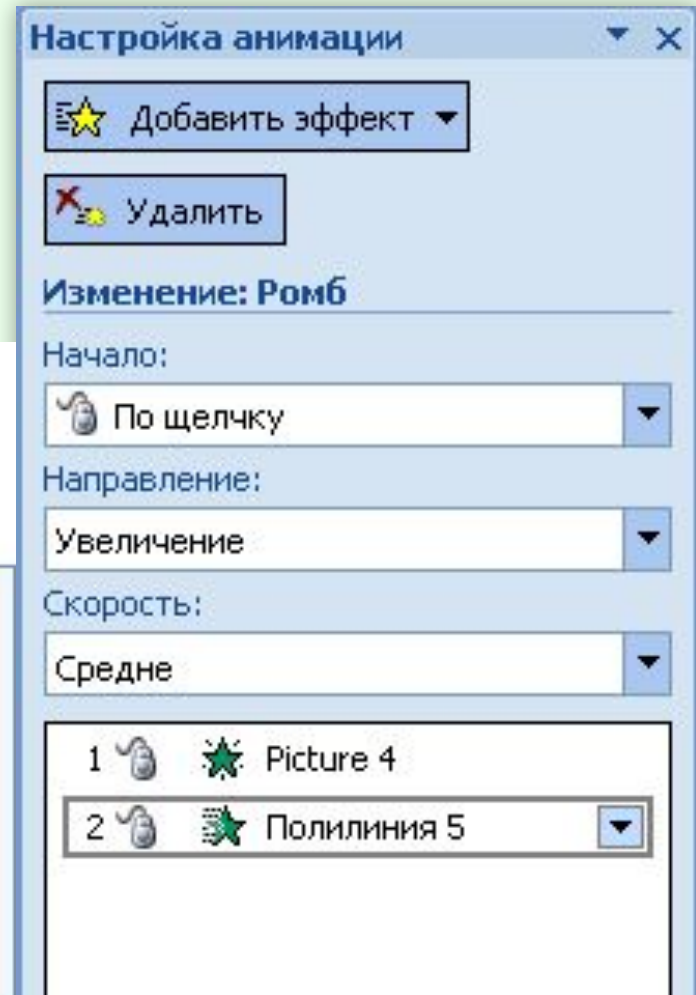 Настройка анимации
Добавить эффект
Удалить
Изменение: Ромб
Начало:
По щелчку
Направление:
Увеличение
Скорость:
Средне
1 Picture 4
2 Полилиния 5